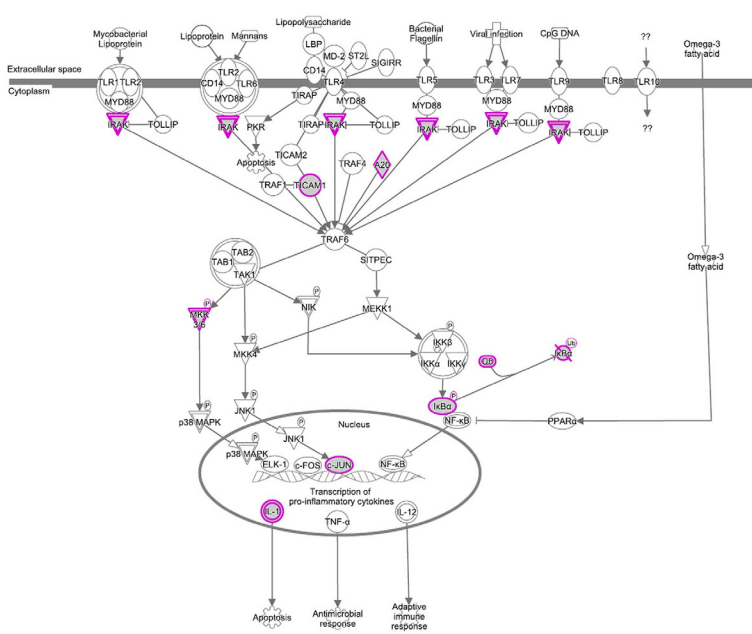 Lipopolysaccharide
Mycobacterial
Lipoprotein
Lipoprotein
Mannans
LBP
MD-2
ST2L
SIGIRR
Bacterial
Flagellin
Viral infection
CpG DNA
??
Omega-3
fatty acid
Extracellular space
Cytoplasm
TLR1
TLR2
MYD88
IRAK
TOLLIP
TLR2
CD14
TLR6
MYD88
IRAK
PKR
Apoptosis
CD14
TLR4
TIRAP
MYD88
TIRAP
IRAK
TOLLIP
TICAM2
TRAF1
TICAM1
TRAF4
A20
TLR5
MYD88
IRAK
TOLLIP
TLR3
TLR7
MYD88
IRAK
TOLLIP
TLR9
MYD88
IRAK
TOLLIP
TLR8
TLR10
??
TRAF6
TAB2
TAB1
TAK1
SITPEC
Omega-3
fatty acid
P
MKK
3/6
P
NIK
MEKK1
P
MKK4
P
IKKβ
P
IKKα
IKKγ
UB
Ub
IκBα
P
JNK1
P
IκBα
NF-κB
PPARα
P
p38 MAPK
Nucleus
P
JNK1
P
p38 MAPK
ELK-1
c-FOS
c-JUN
NF-κB
Transcription of
pro-inflammatory cytokines
IL-1
TNF-α
IL-12
Apoptosis
Antimicrobial
response
Adaptive
immune
response